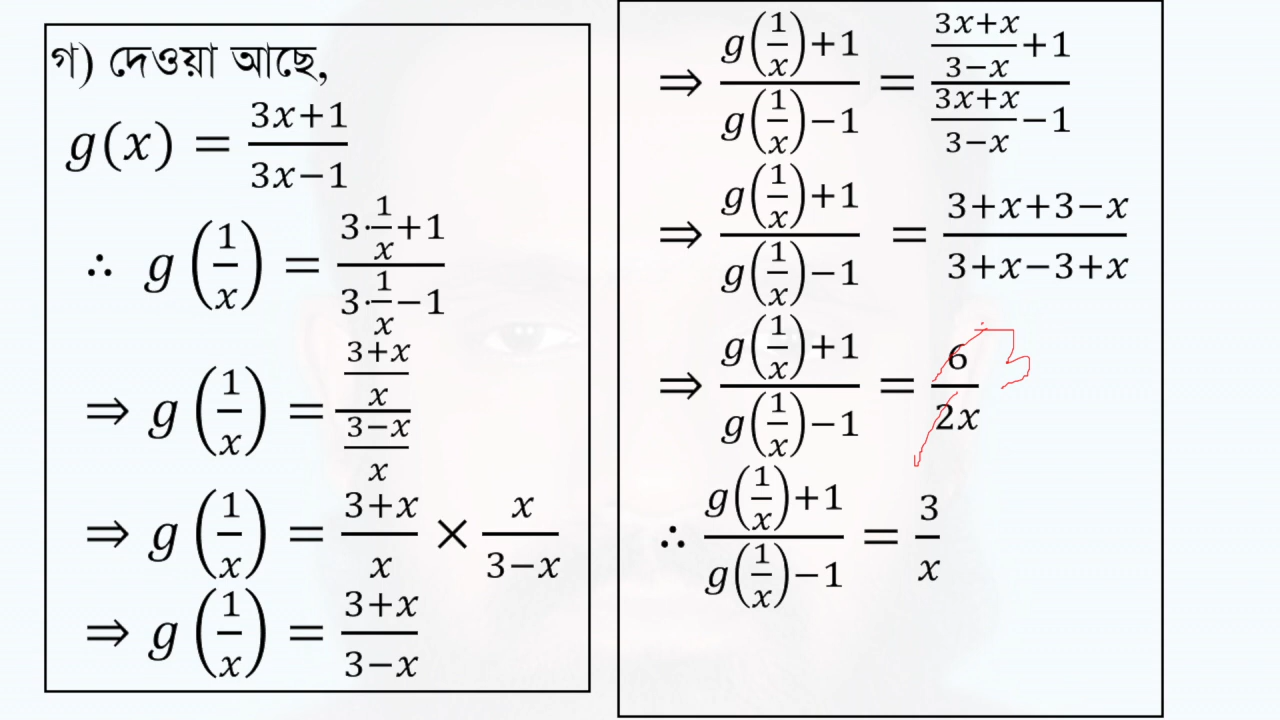 গ) দেওয়া আছে,
g(x) = (3x+1)/(3x−1)
∴ g(1/x) = (3·1/x+1)/(3·1/x−1)
⇒ g(1/x) = ((3+x)/x)/((3−x)/x)
⇒ g(1/x) = (3+x)/x × x/(3−x)
⇒ g(1/x) = (3+x)/(3−x)
⇒ (g(1/x)+1)/(g(1/x)−1) = ((3x+x)/(3−x)+1)/((3x+x)/(3−x)−1)
⇒ (g(1/x)+1)/(g(1/x)−1) = (3+x+3−x)/(3+x−3+x)
⇒ (g(1/x)+1)/(g(1/x)−1) = 6/2x 3
∴ (g(1/x)+1)/(g(1/x)−1) = 3/x